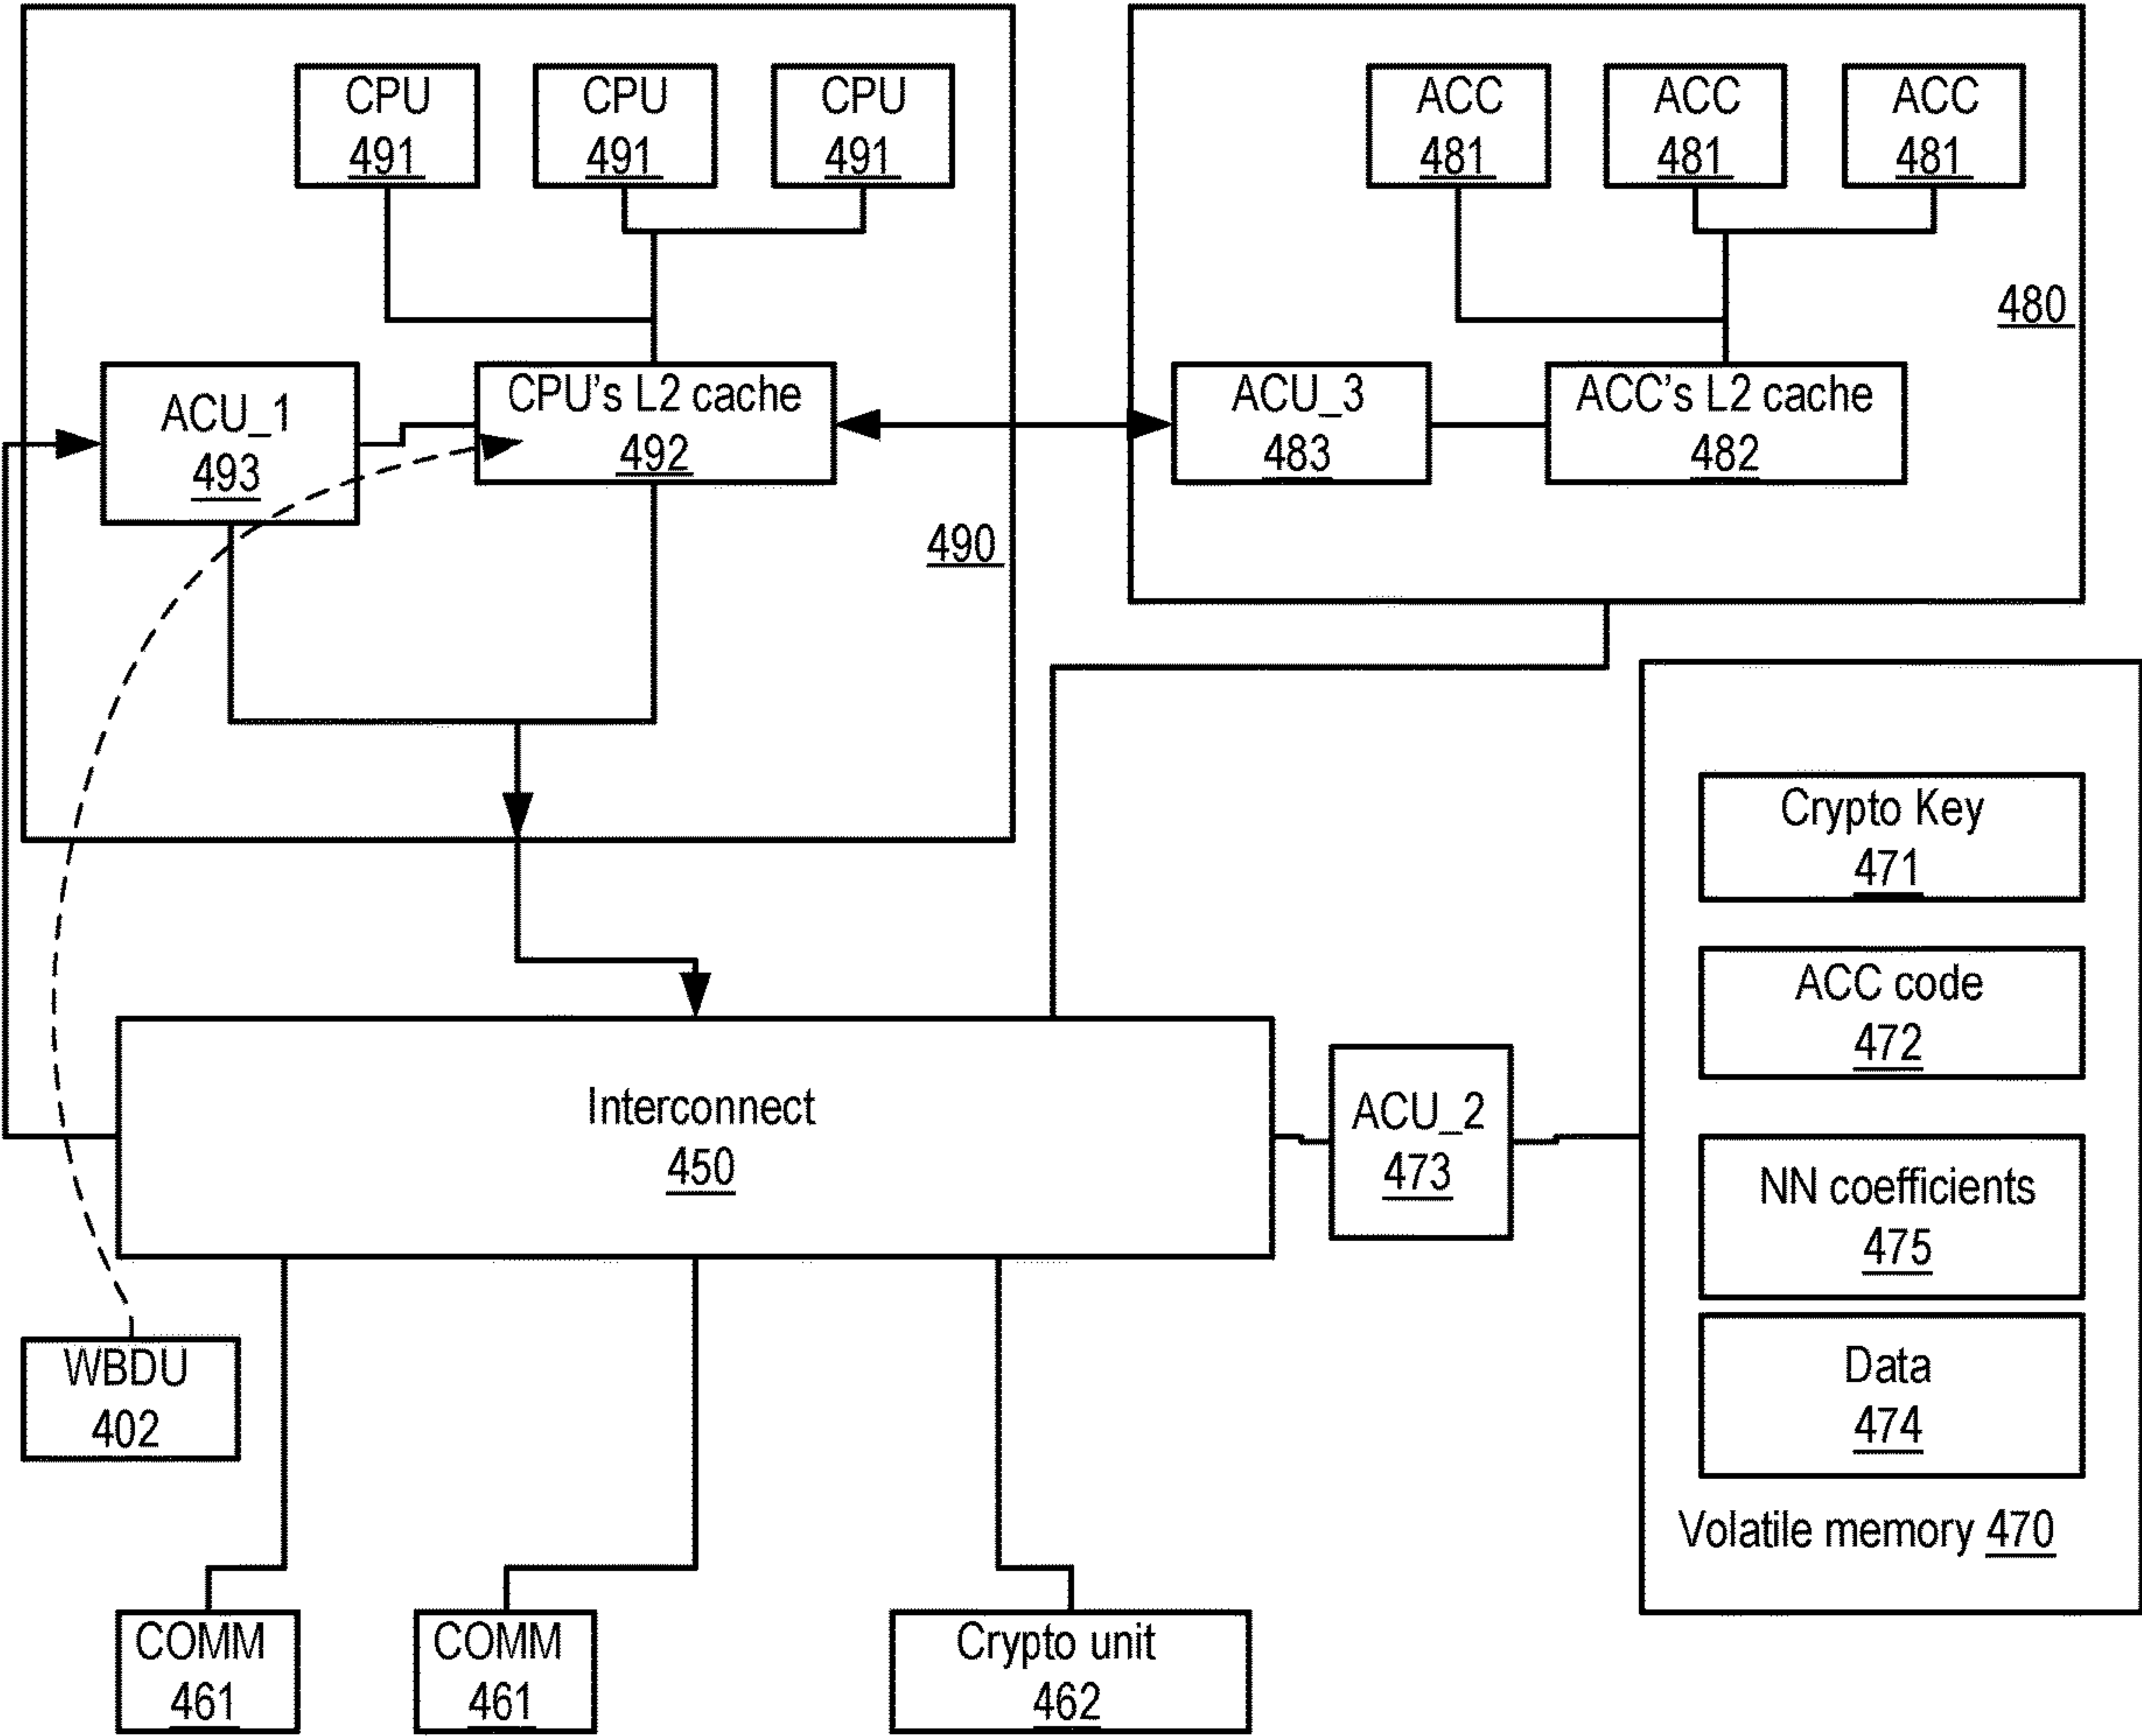 CPU
491
CPU
491
CPU
491
ACC
481
ACC
481
ACC
481
480
ACU_1
493
CPU's L2 cache
492
ACU_3
483
ACC's L2 cache
482
490
Crypto Key
471
ACC code
472
Interconnect
450
ACU_2
473
NN coefficients
475
WBDU
402
Data
474
Volatile memory 470
COMM
461
COMM
461
Crypto unit
462